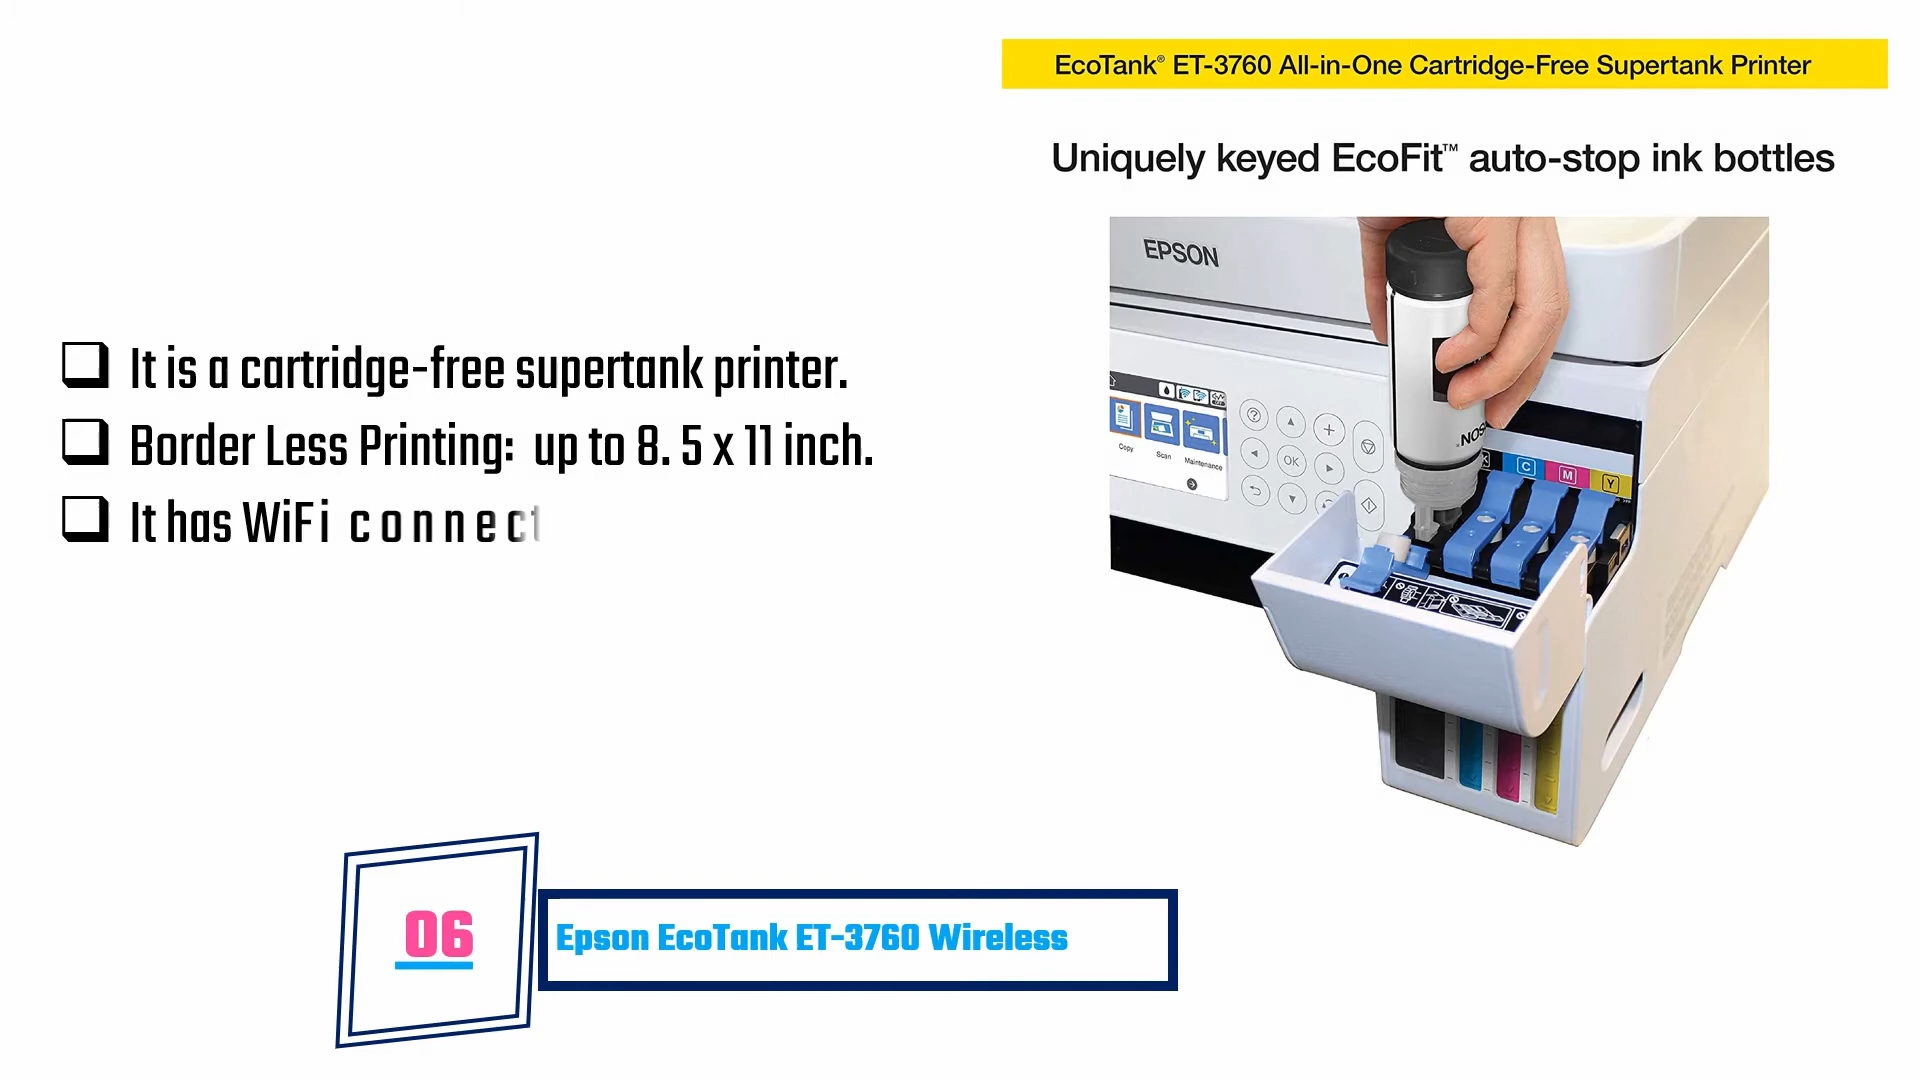 EcoTank® ET-3760 All-in-One Cartridge-Free Supertank Printer
Uniquely keyed EcoFit™ auto-stop ink bottles
EPSON
Copy
Scan
Maintenance
OK
C
M
Y
It is a cartridge-free supertank printer.
Border Less Printing: up to 8. 5 x 11 inch.
It has WiFi connect
06
Epson EcoTank ET-3760 Wireless